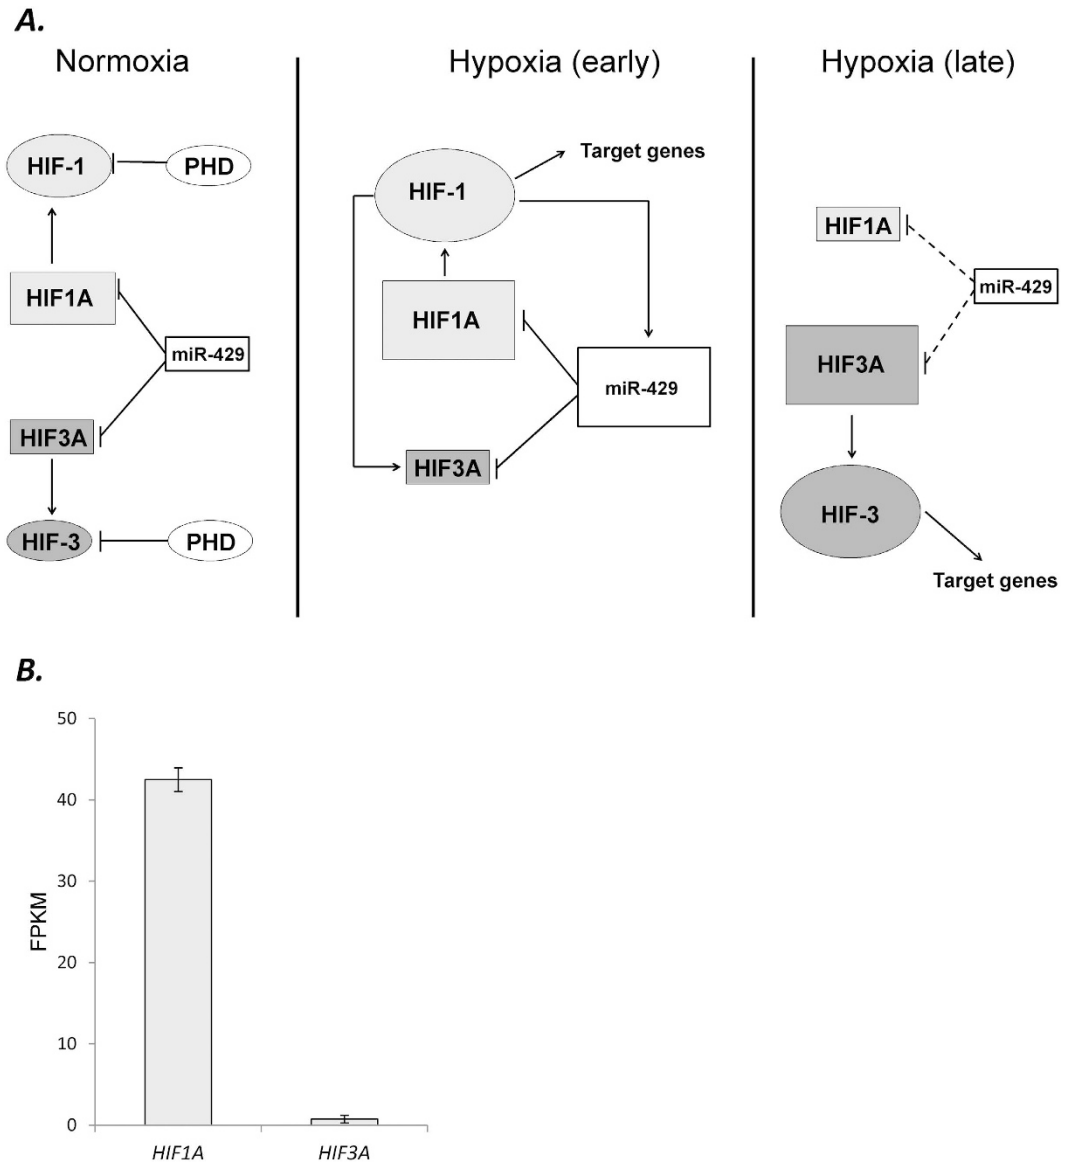 A.
Normoxia
HIF-1
PHD
HIF1A
miR-429
HIF3A
HIF-3
PHD
Hypoxia (early)
Target genes
HIF-1
HIF1A
miR-429
HIF3A
Hypoxia (late)
HIF1A
miR-429
HIF3A
HIF-3
Target genes
B.
50
40
30
20
10
0
FPKM
HIF1A
HIF3A